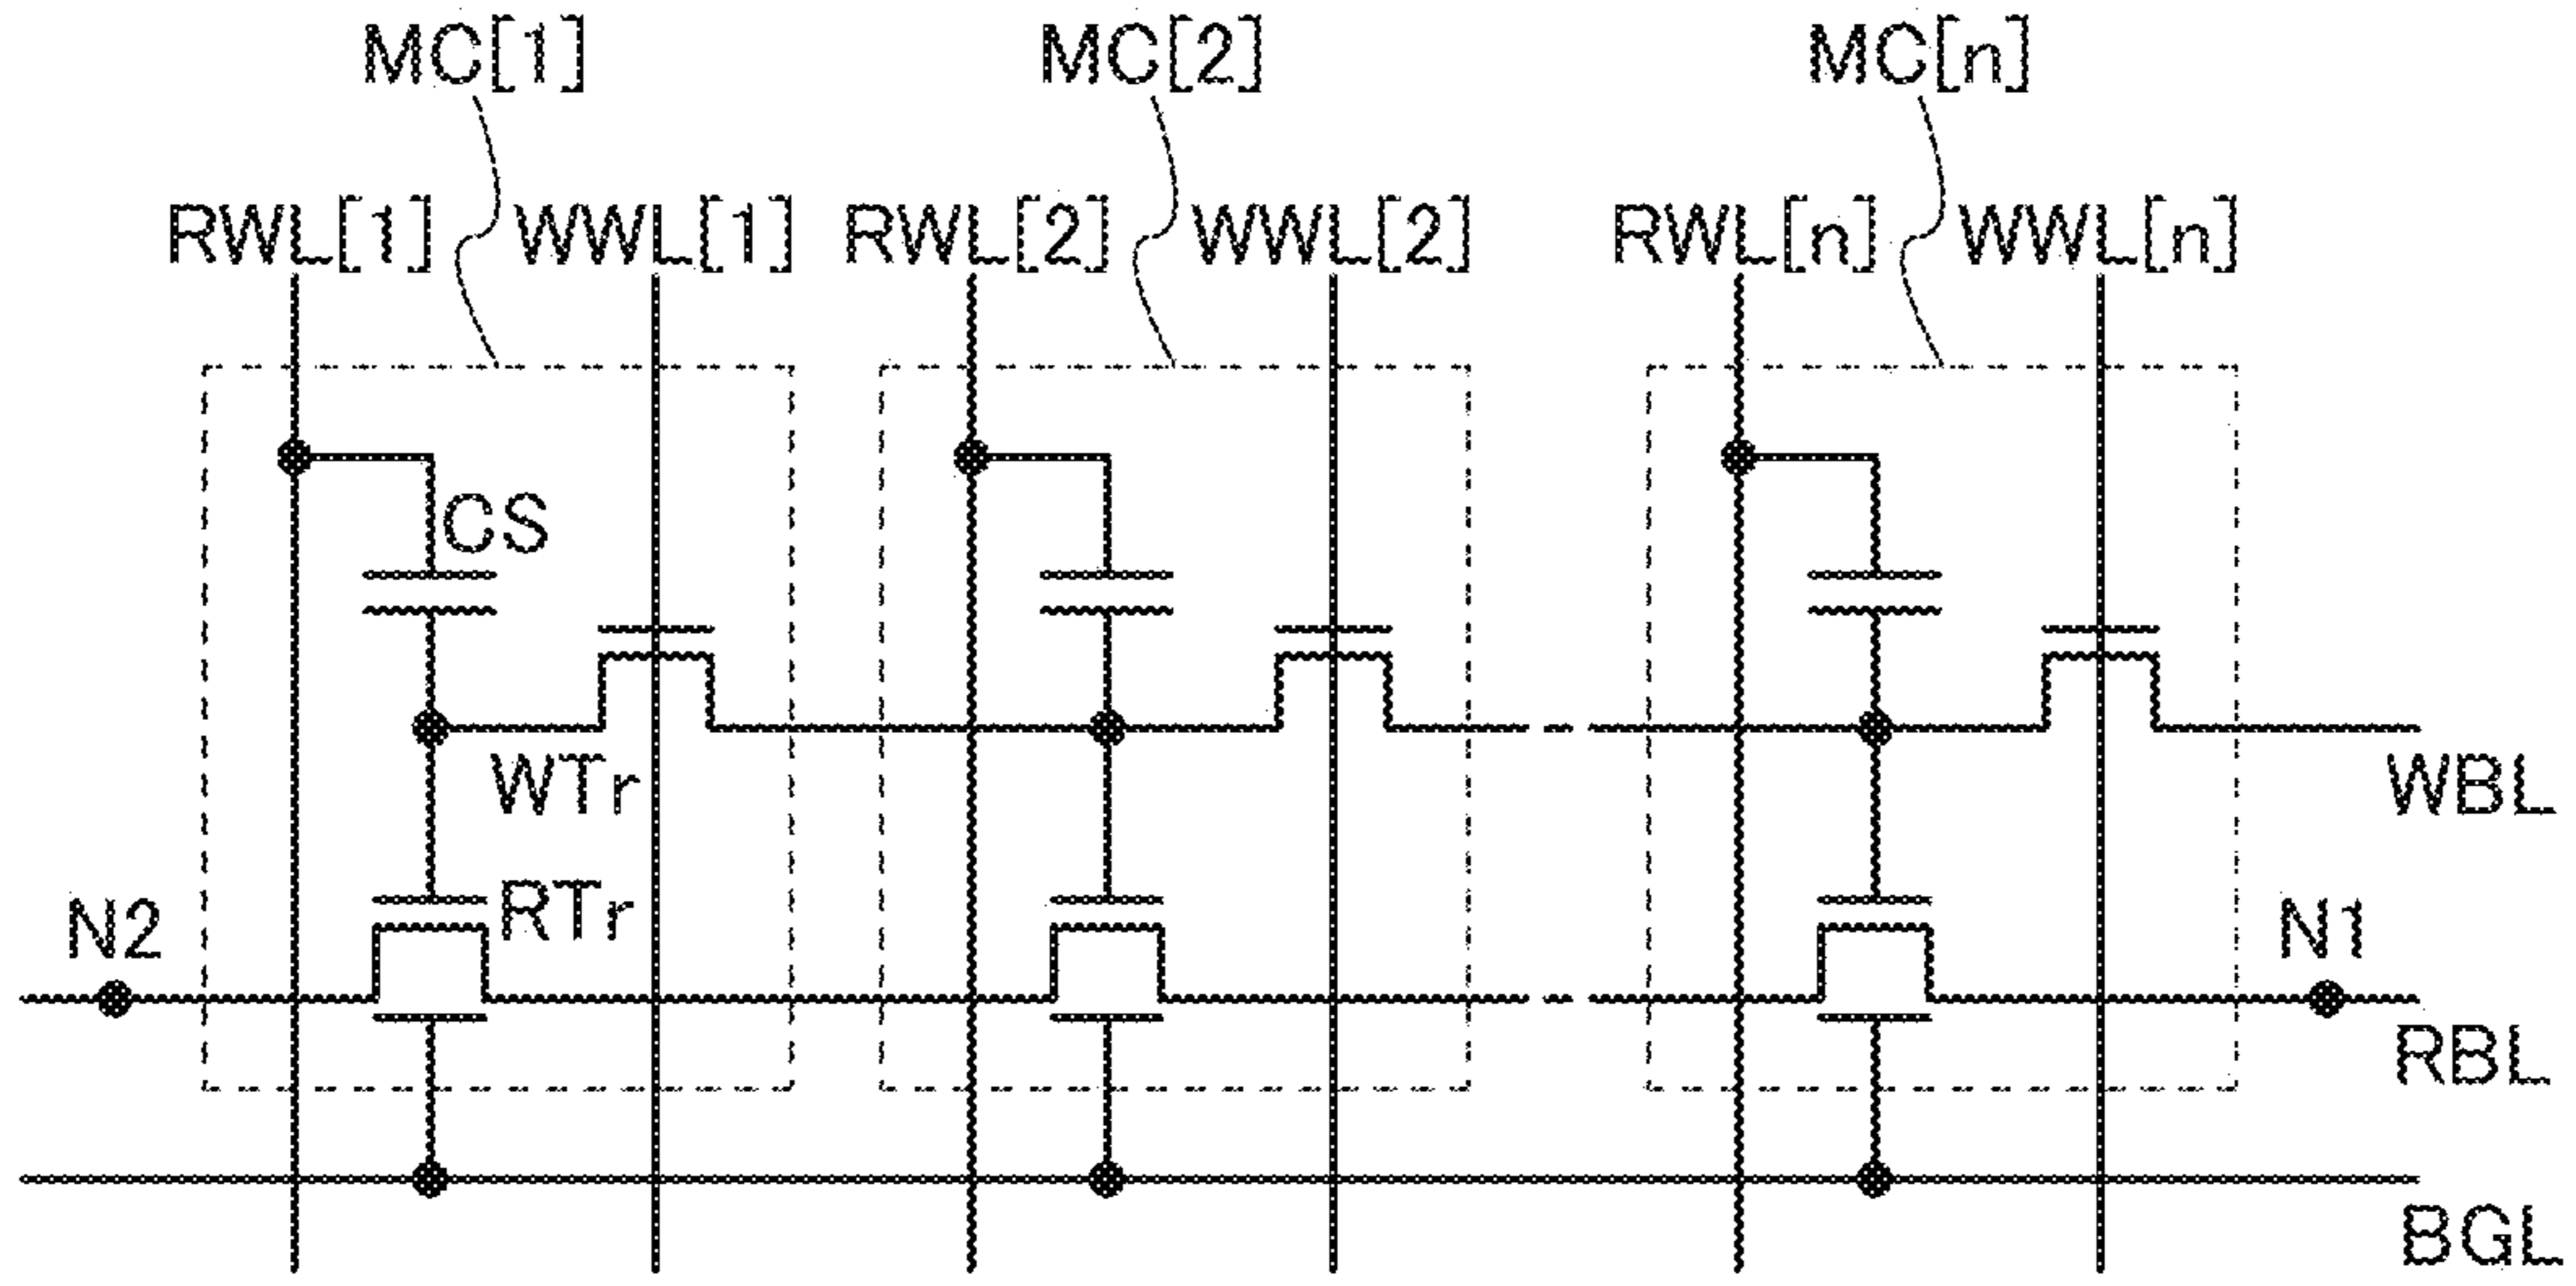 MC[1] MC[2] MC[n]
RWL[1] WWL[1] RWL[2] WWL[2] RWL[n] WWL[n]
CS
WTr
WBL
RTr
N2
N1
RBL
BGL